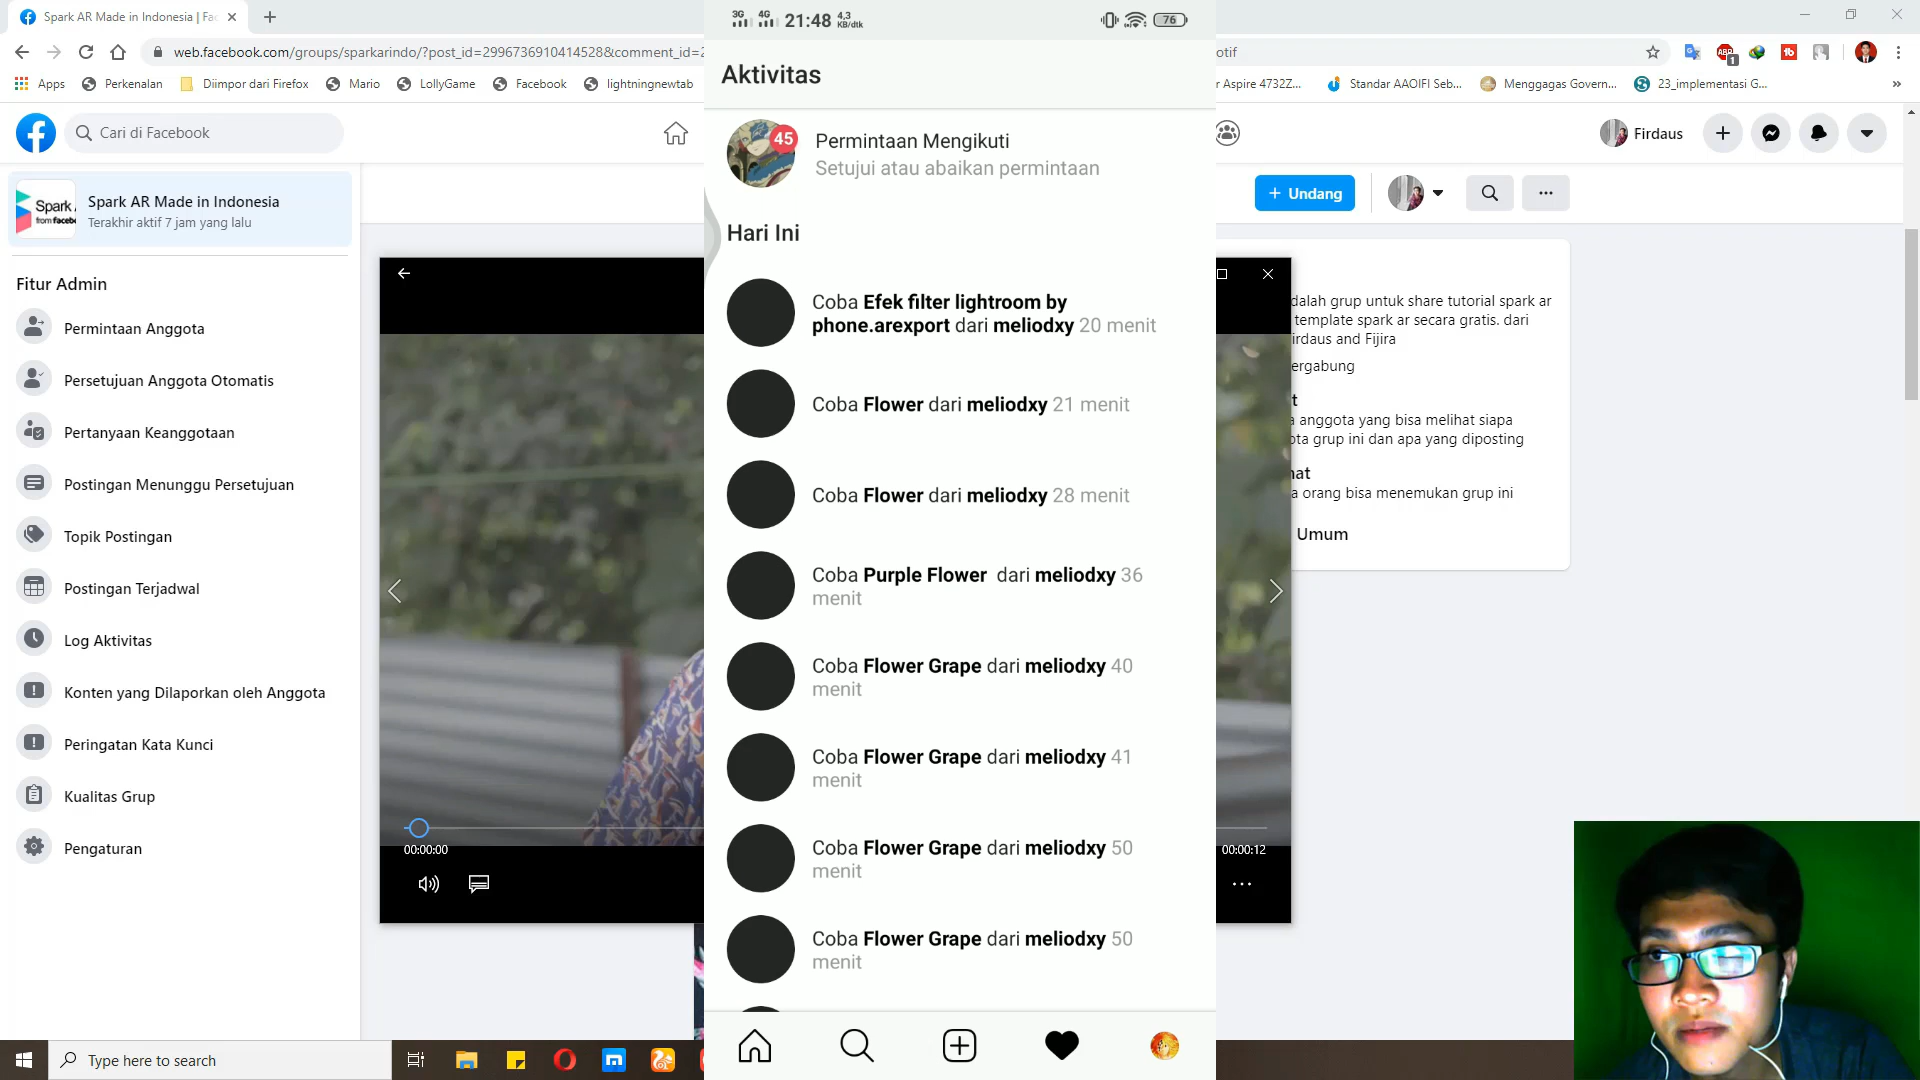 Spark AR Made in Indonesia | Fac
web.facebook.com/groups/sparkarindo/?post_id=2996736910414528&comment_id=2
otif
Apps
Perkenalan
Diimpor dari Firefox
Mario
LollyGame
Facebook
lightningnewtab
r Aspire 4732Z...
Standar AAOIFI Seb...
Menggagas Govern...
23_implementasi G...
»
Cari di Facebook
Firdaus
Spark AR Made in Indonesia
Terakhir aktif 7 jam yang lalu
Spark
from faceb
Fitur Admin
Permintaan Anggota
Persetujuan Anggota Otomatis
Pertanyaan Keanggotaan
Postingan Menunggu Persetujuan
Topik Postingan
Postingan Terjadwal
Log Aktivitas
Konten yang Dilaporkan oleh Anggota
Peringatan Kata Kunci
Kualitas Grup
Pengaturan
00:00:00
3G 4G 21:48 4,3 KB/dtk
76
Aktivitas
45
Permintaan Mengikuti
Setujui atau abaikan permintaan
Hari Ini
Coba Efek filter lightroom by
phone.arexport dari meliodxy 20 menit
Coba Flower dari meliodxy 21 menit
Coba Flower dari meliodxy 28 menit
Coba Purple Flower dari meliodxy 36
menit
Coba Flower Grape dari meliodxy 40
menit
Coba Flower Grape dari meliodxy 41
menit
Coba Flower Grape dari meliodxy 50
menit
Coba Flower Grape dari meliodxy 50
menit
+ Undang
dalah grup untuk share tutorial spark ar
template spark ar secara gratis. dari
irdaus and Fijira
ergabung
t
a anggota yang bisa melihat siapa
ota grup ini dan apa yang diposting
hat
a orang bisa menemukan grup ini
Umum
00:00:12
Type here to search